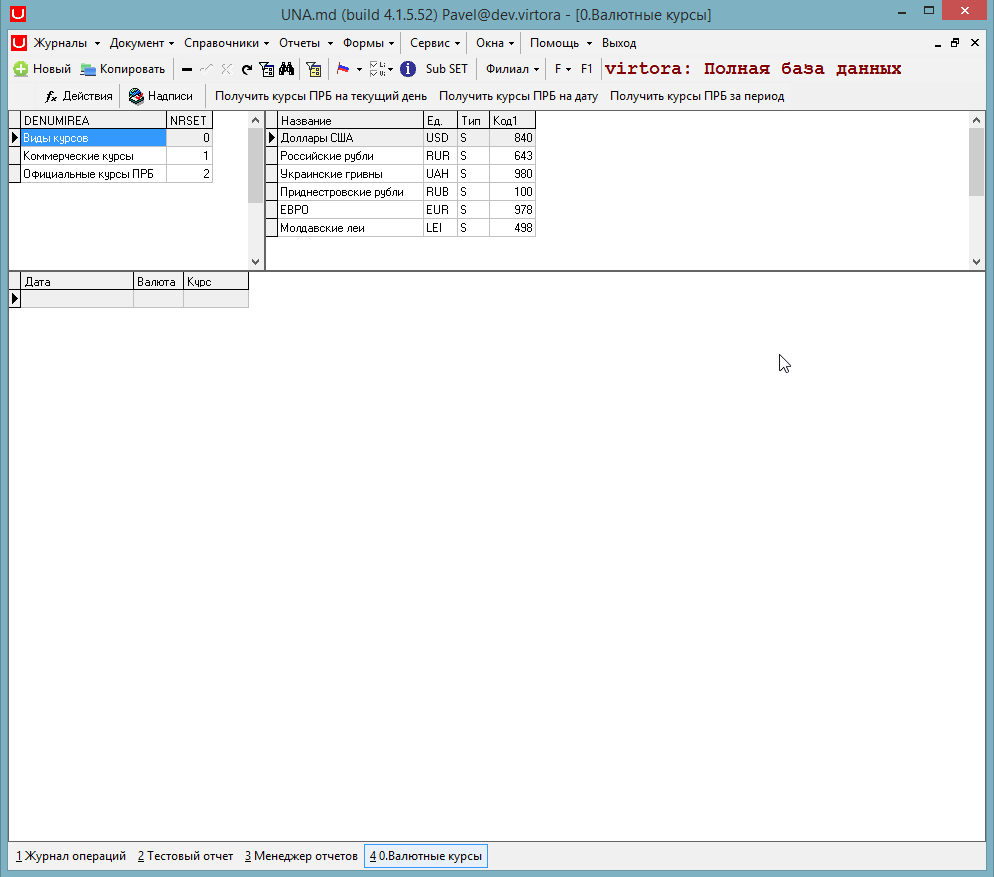 UNA.md (build 4.1.5.52) Pavel@dev.virtora - [0.Валютные курсы]
Журналы Документ Справочники Отчеты Формы Сервис Окна Помощь Выход
Новый Копировать Sub SET Филиал F F1 virtora: Полная база данных
fx Действия Надписи Получить курсы ПРБ на текущий день Получить курсы ПРБ на дату Получить курсы ПРБ за период
DENUMIREA NRSET
Виды курсов 0
Коммерческие курсы 1
Официальные курсы ПРБ 2
Название Ед. Тип Код1
Доллары США USD S 840
Российские рубли RUR S 643
Украинские гривны UAH S 980
Приднестровские рубли RUB S 100
ЕВРО EUR S 978
Молдавские леи LEI S 498
Дата Валюта Курс
1 Журнал операций 2 Тестовый отчет 3 Менеджер отчетов 4 0.Валютные курсы